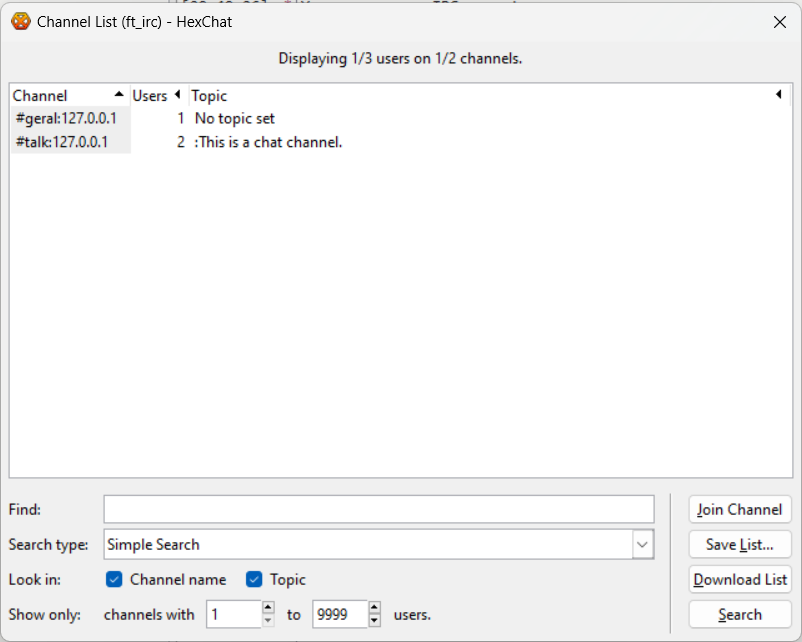 Channel List (ft_irc) - HexChat
Displaying 1/3 users on 1/2 channels.
Channel Users Topic
#geral:127.0.0.1 1 No topic set
#talk:127.0.0.1 2 :This is a chat channel.
Find: Join Channel
Search type: Simple Search Save List...
Look in: Channel name Topic Download List
Show only: channels with 1 to 9999 users. Search